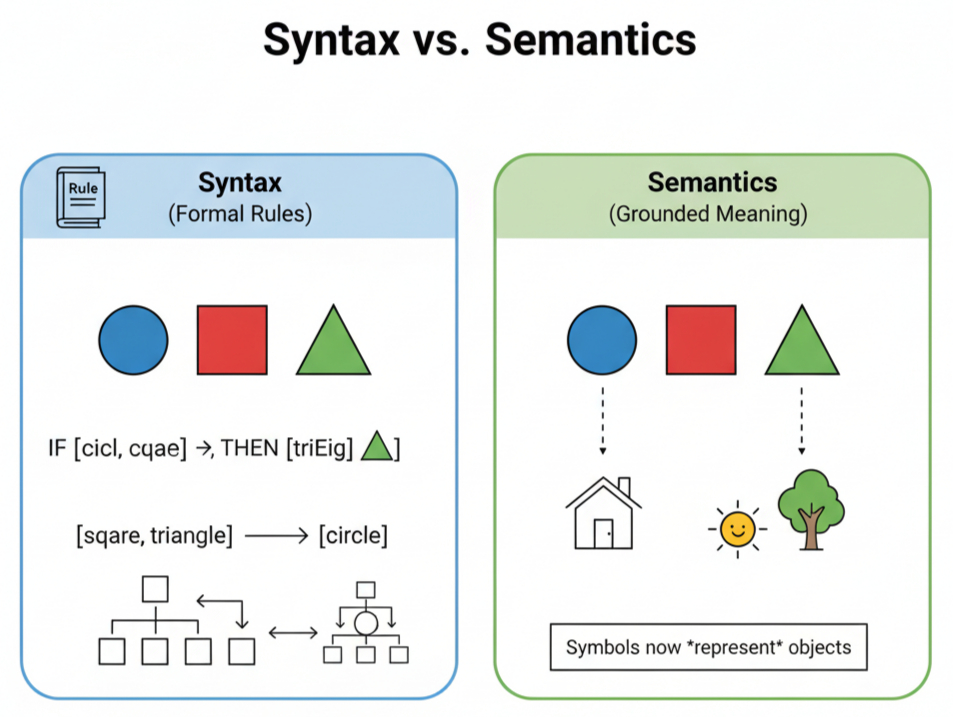 Syntax vs. Semantics
Rule
Syntax
(Formal Rules)
IF [cicl, cqae] →, THEN [triEig] ]
[sqare, triangle] ⟶ [circle]
Semantics
(Grounded Meaning)
Symbols now *represent* objects